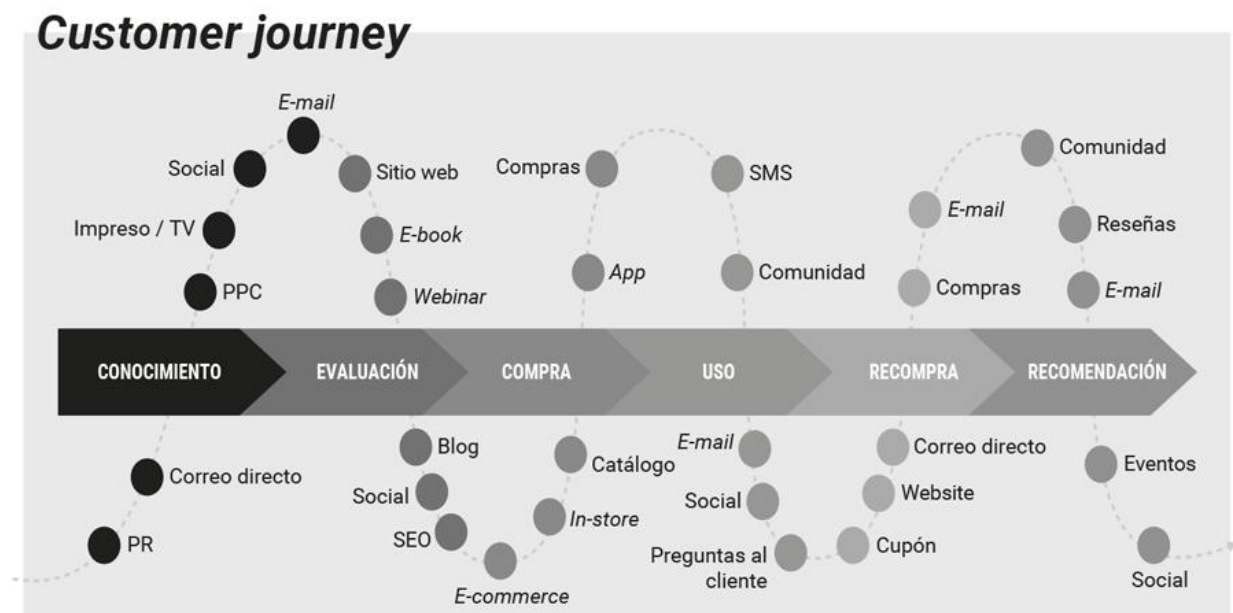 Customer journey
E-mail
Social
Sitio web
Impreso / TV
E-book
PPC
Webinar
Compras
SMS
App
Comunidad
Comunidad
E-mail
Reseñas
Compras
E-mail
CONOCIMIENTO
EVALUACIÓN
COMPRA
USO
RECOMPRA
RECOMENDACIÓN
Correo directo
PR
Blog
Social
SEO
E-commerce
In-store
Catálogo
E-mail
Social
Preguntas al
cliente
Cupón
Website
Correo directo
Eventos
Social